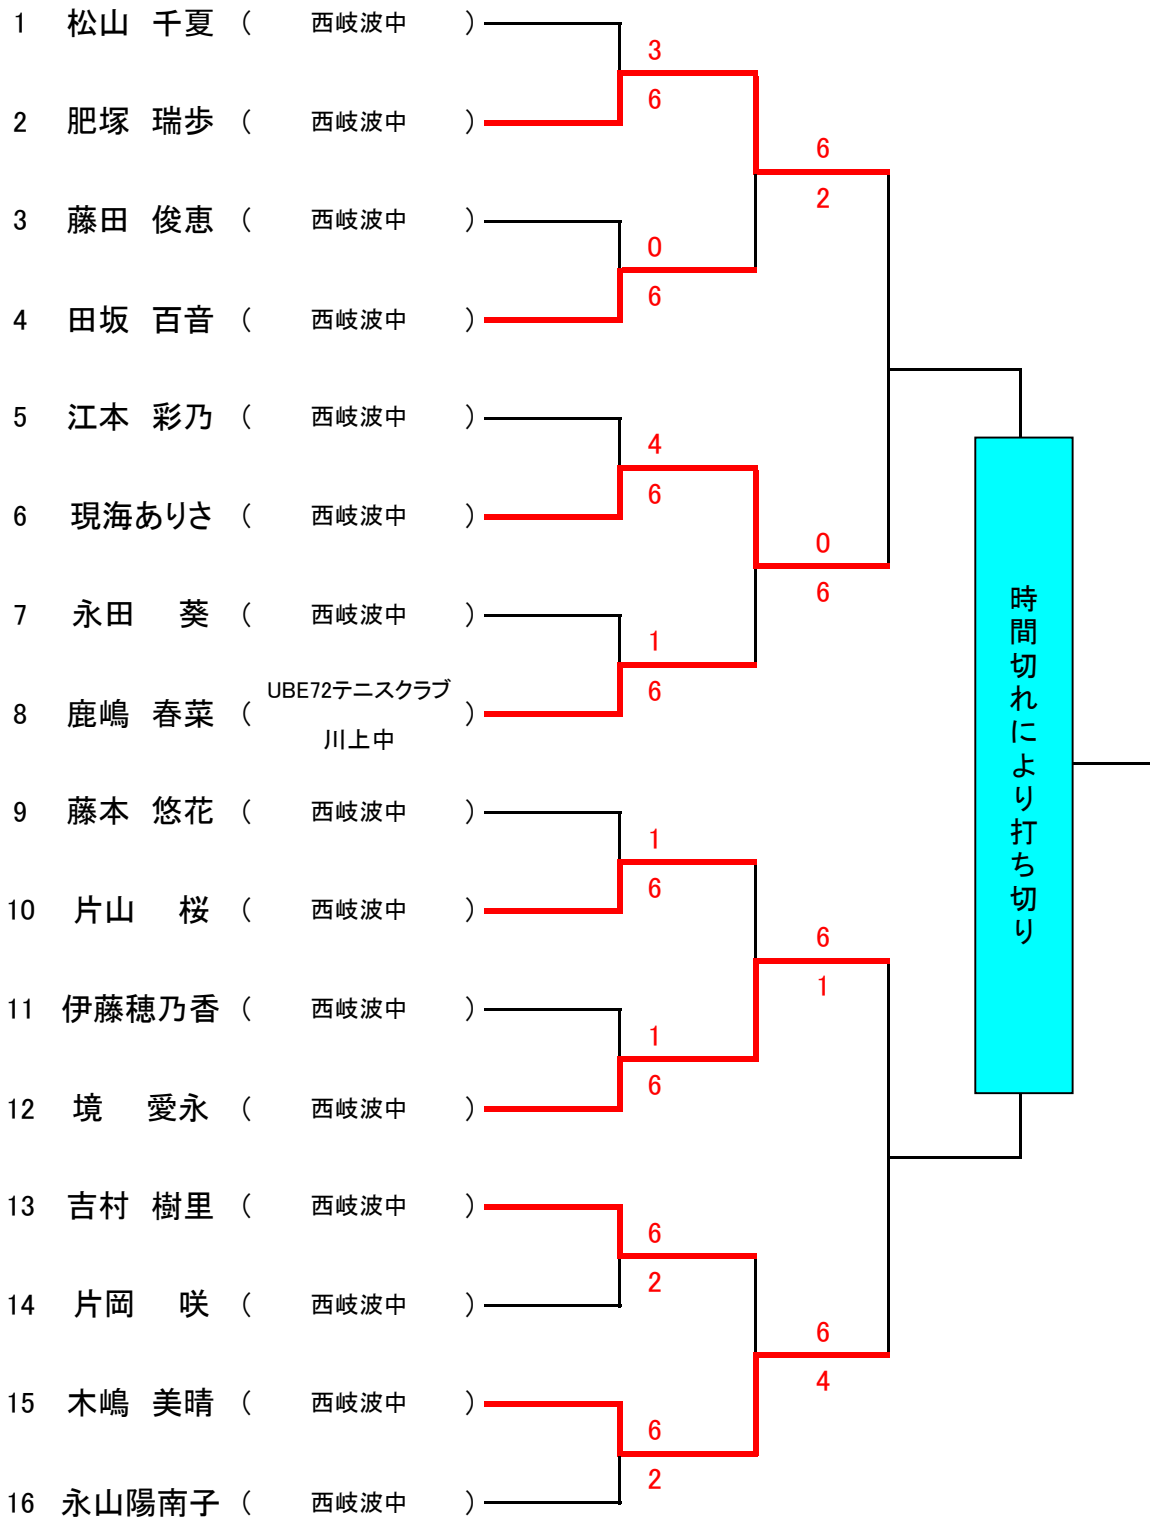 1 松山 千夏 ( 西岐波中 )
3
6
2 肥塚 瑞歩 ( 西岐波中 )
6
2
3 藤田 俊恵 ( 西岐波中 )
0
6
4 田坂 百音 ( 西岐波中 )
5 江本 彩乃 ( 西岐波中 )
4
6
6 現海ありさ ( 西岐波中 )
0
6
7 永田 葵 ( 西岐波中 )
1
6
8 鹿嶋 春菜 ( UBE72テニスクラブ
川上中 )
9 藤本 悠花 ( 西岐波中 )
1
6
10 片山 桜 ( 西岐波中 )
6
1
11 伊藤穂乃香 ( 西岐波中 )
1
6
12 境 愛永 ( 西岐波中 )
13 吉村 樹里 ( 西岐波中 )
6
2
14 片岡 咲 ( 西岐波中 )
6
4
15 木嶋 美晴 ( 西岐波中 )
6
2
16 永山陽南子 ( 西岐波中 )
時間切れにより打ち切り